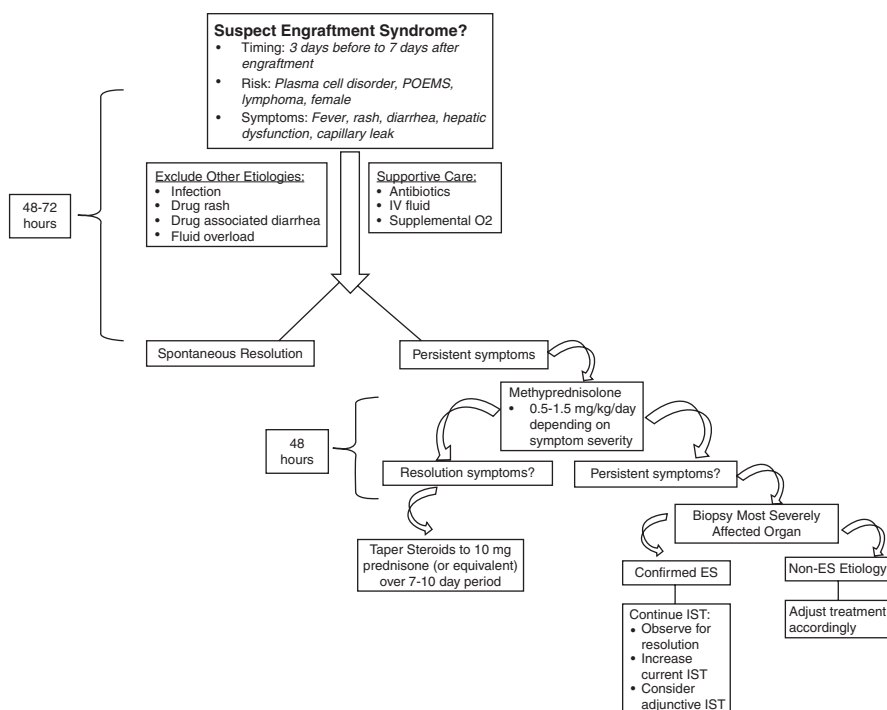 Suspect Engraftment Syndrome?
• Timing: 3 days before to 7 days after
engraftment
• Risk: Plasma cell disorder, POEMS,
lymphoma, female
• Symptoms: Fever, rash, diarrhea, hepatic
dysfunction, capillary leak
48-72
hours
Exclude Other Etiologies:
• Infection
• Drug rash
• Drug associated diarrhea
• Fluid overload
Supportive Care:
• Antibiotics
• IV fluid
• Supplemental O2
Spontaneous Resolution
Persistent symptoms
Methyprednisolone
• 0.5-1.5 mg/kg/day
depending on
symptom severity
48
hours
Resolution symptoms?
Persistent symptoms?
Taper Steroids to 10 mg
prednisone (or equivalent)
over 7-10 day period
Biopsy Most Severely
Affected Organ
Confirmed ES
Non-ES Etiology
Continue IST:
• Observe for
resolution
• Increase
current IST
• Consider
adjunctive IST
Adjust treatment
accordingly